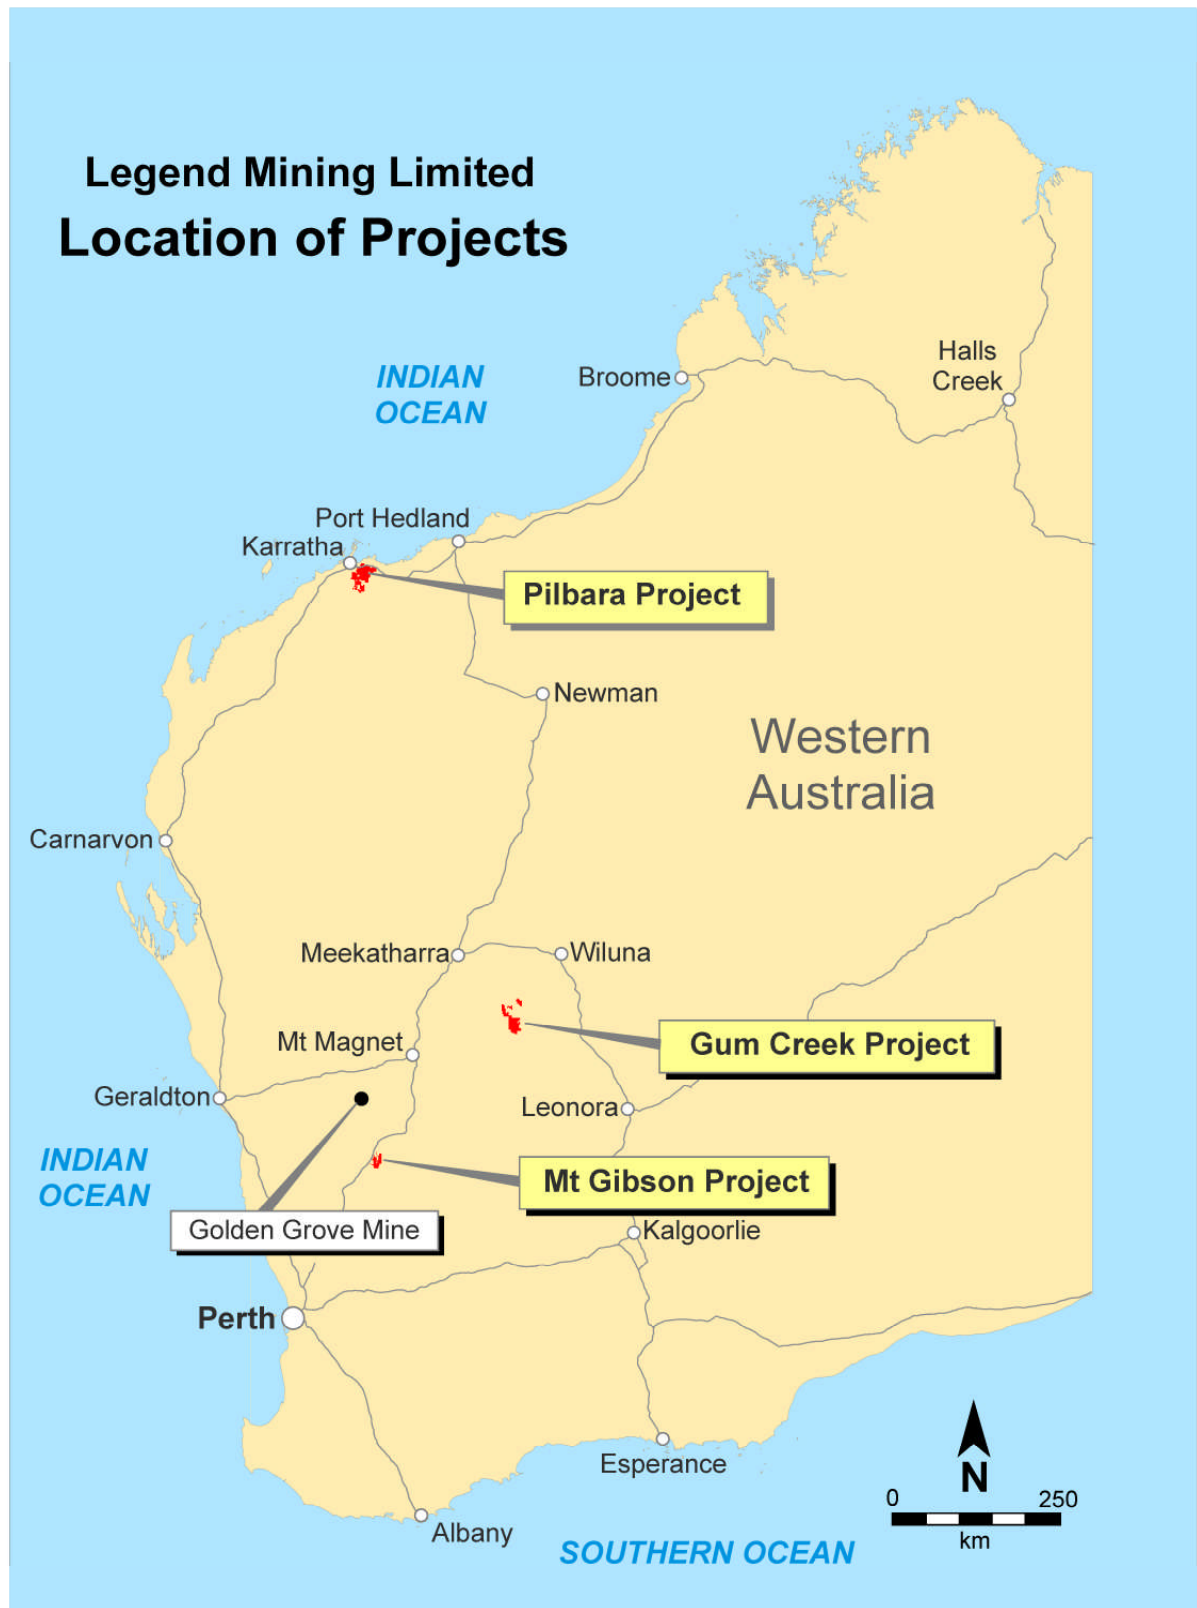 Legend Mining Limited
Location of Projects
INDIAN
OCEAN
Broome
Halls
Creek
Port Hedland
Karratha
Pilbara Project
Newman
Western
Australia
Carnarvon
Meekatharra
Wiluna
Gum Creek Project
Mt Magnet
Geraldton
Leonora
INDIAN
OCEAN
Mt Gibson Project
Golden Grove Mine
Kalgoorlie
Perth
Esperance
N
0 250
km
Albany
SOUTHERN OCEAN